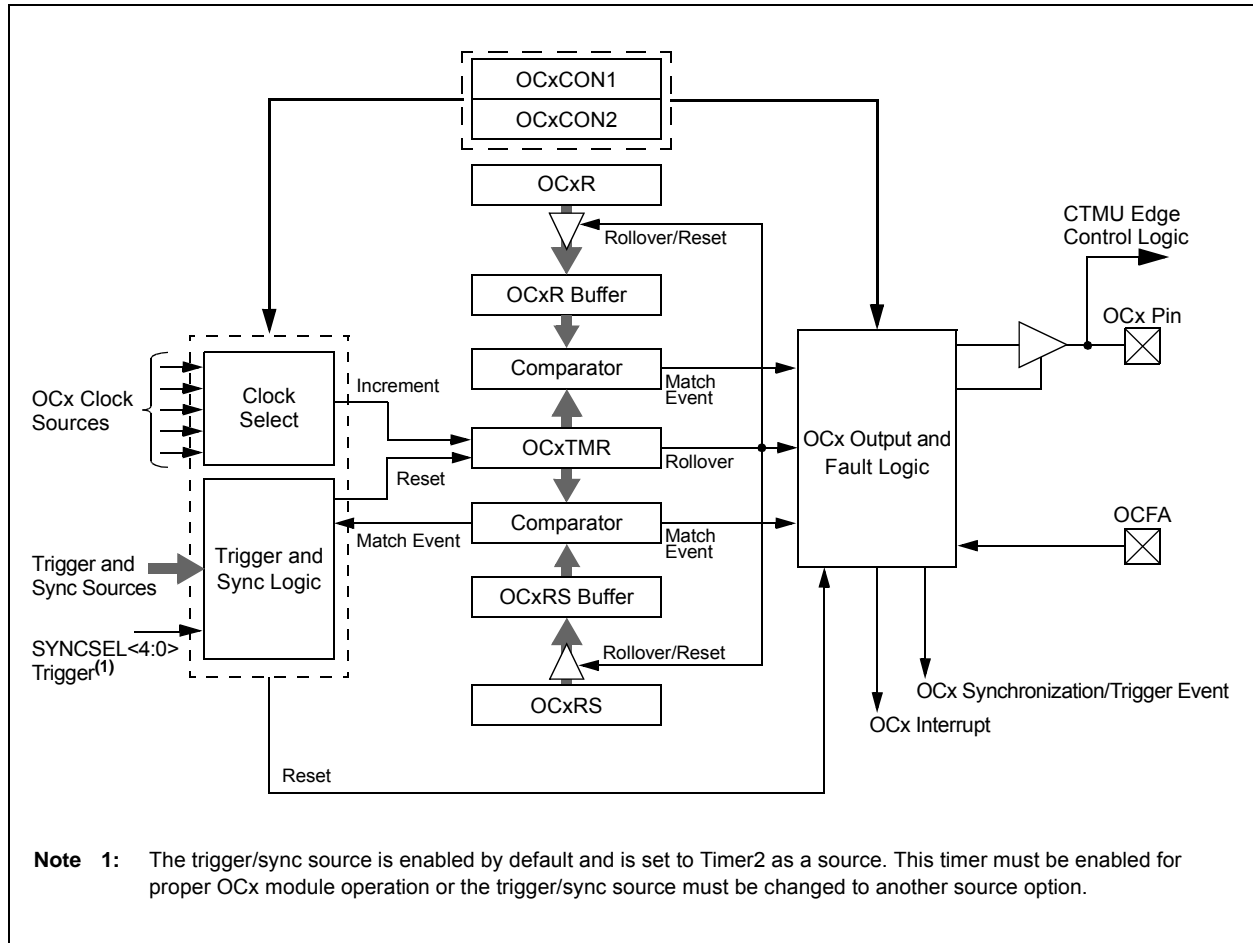 OCxCON1
OCxCON2
OCxR
Rollover/Reset
OCxR Buffer
CTMU Edge
Control Logic
OCx Pin
OCx Clock
Sources
Clock
Select
Increment
Comparator
Match
Event
OCxTMR
Rollover
Reset
OCx Output and
Fault Logic
Trigger and
Sync Sources
Trigger and
Sync Logic
Match Event
Comparator
Match
Event
OCFA
OCxRS Buffer
SYNCSEL<4:0>
Trigger(1)
Rollover/Reset
OCxRS
OCx Synchronization/Trigger Event
OCx Interrupt
Reset
Note 1: The trigger/sync source is enabled by default and is set to Timer2 as a source. This timer must be enabled for
proper OCx module operation or the trigger/sync source must be changed to another source option.